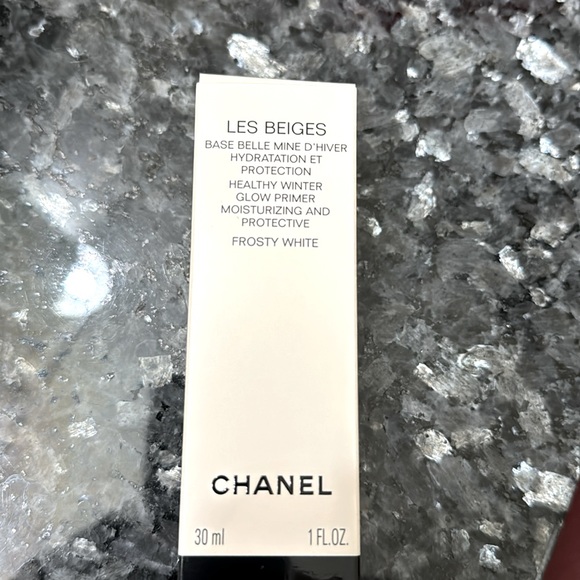 LES BEIGES
BASE BELLE MINE D'HIVER
HYDRATATION ET
PROTECTION
HEALTHY WINTER
GLOW PRIMER
MOISTURIZING AND
PROTECTIVE
FROSTY WHITE
CHANEL
30 ml 1 FL.OZ.